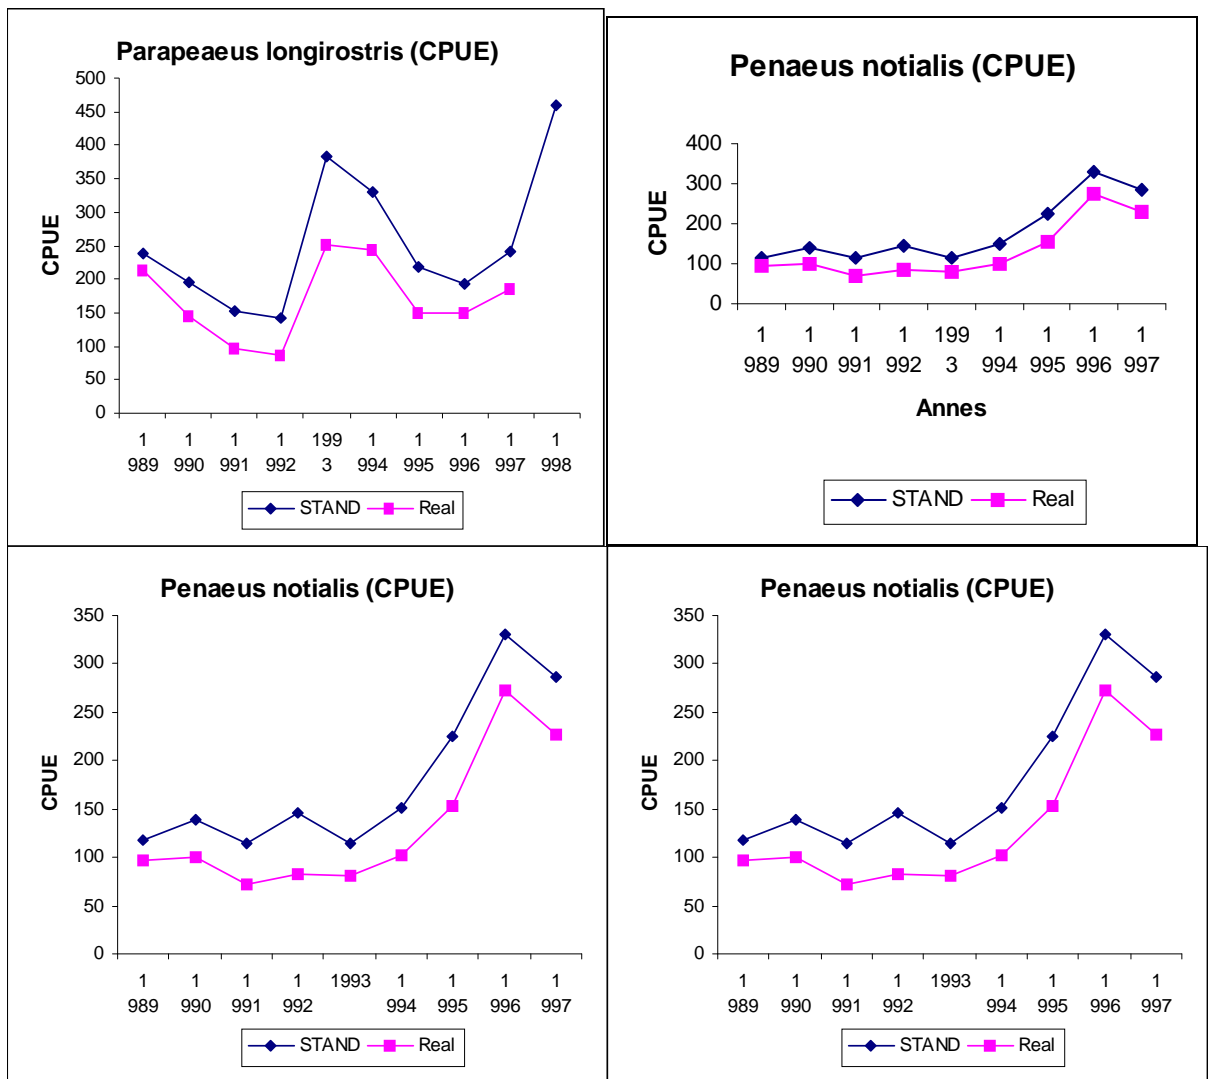 Parapeaeus longirostris (CPUE)
500
450
400
350
300
250
200
150
100
50
0
CPUE
1 1 1 1 199 1 1 1 1 1
989 990 991 992 3 994 995 996 997 998
STAND Real
Penaeus notialis (CPUE)
400
300
200
100
0
CPUE
1 1 1 1 199 1 1 1 1
989 990 991 992 3 994 995 996 997
Annes
STAND Real
Penaeus notialis (CPUE)
350
300
250
200
150
100
50
0
CPUE
1 1 1 1 1993 1 1 1 1
989 990 991 992 994 995 996 997
STAND Real
Penaeus notialis (CPUE)
350
300
250
200
150
100
50
0
CPUE
1 1 1 1 1993 1 1 1 1
989 990 991 992 994 995 996 997
STAND Real